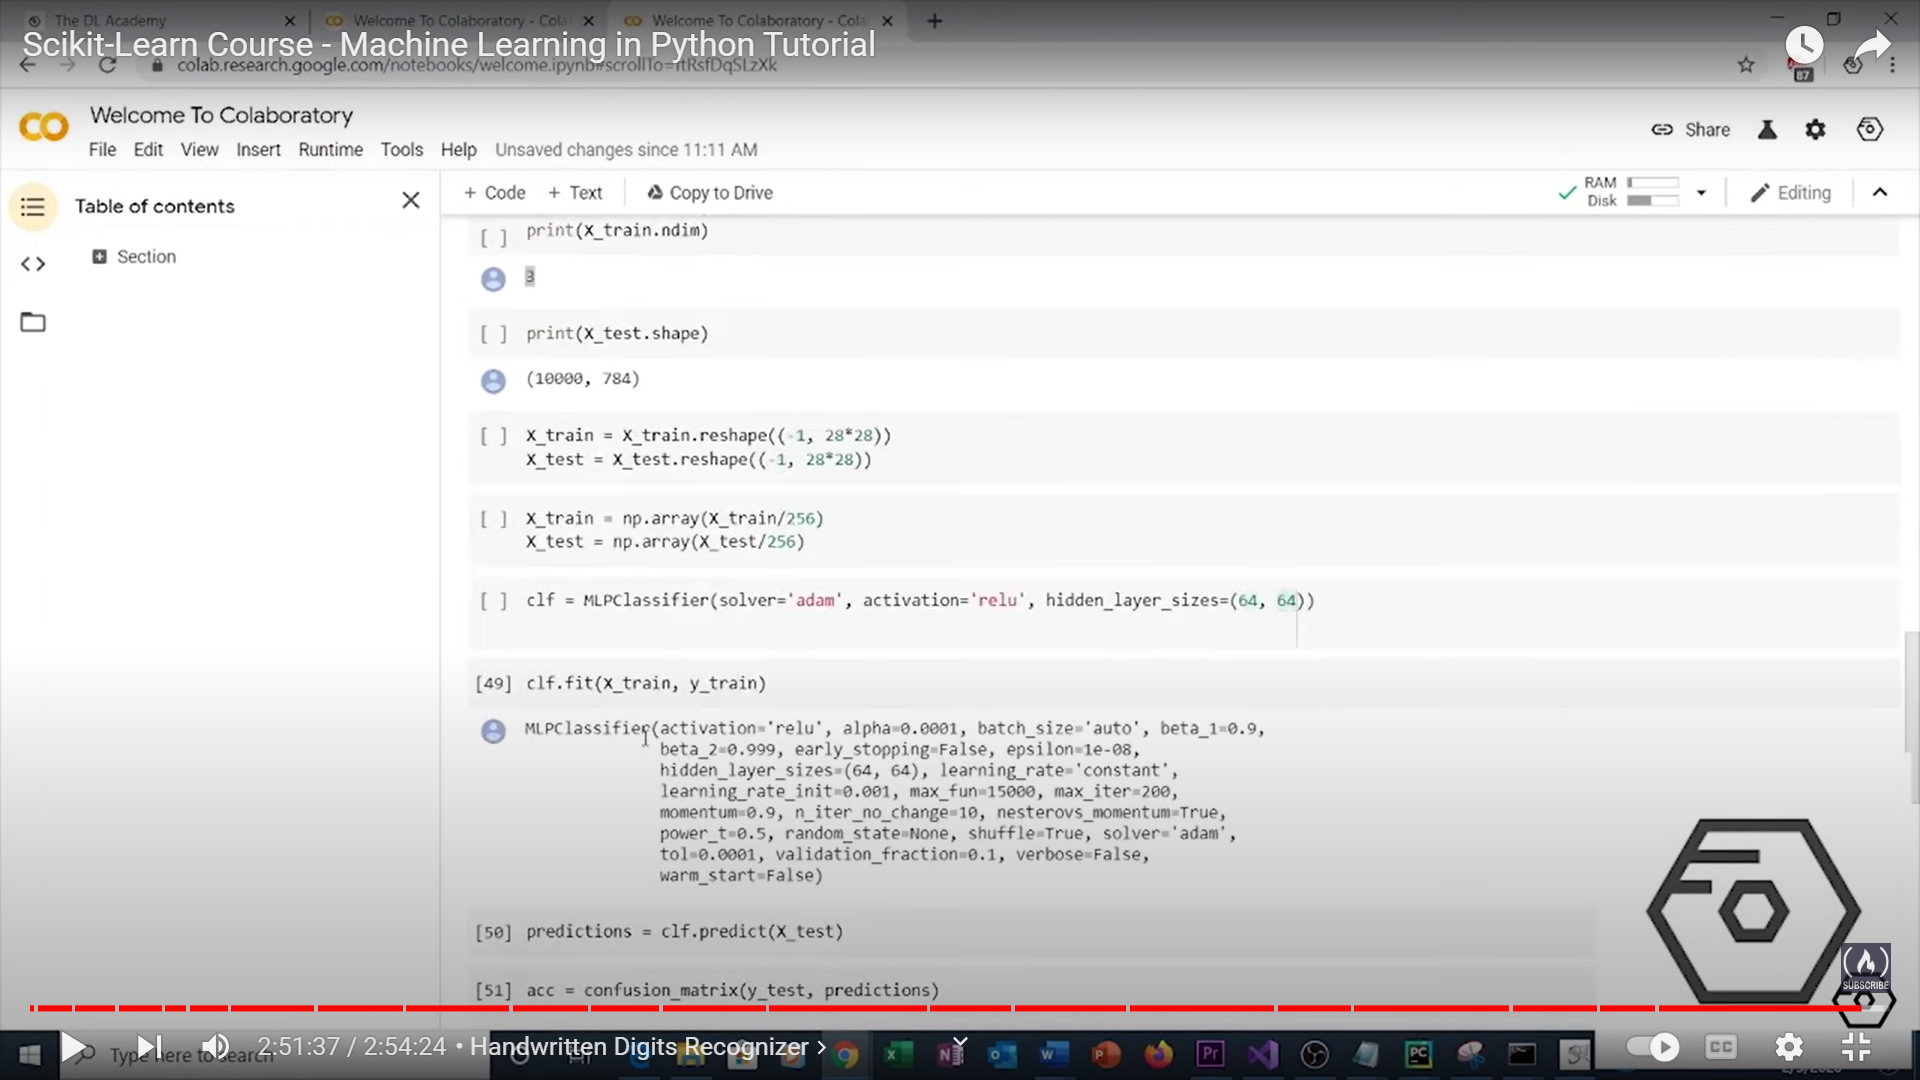 The DL Academy
Welcome To Colaboratory - Cola
Welcome To Colaboratory - Cola
Scikit-Learn Course - Machine Learning in Python Tutorial
colab.research.google.com/notebooks/welcome.ipynb#scrollTo=rtRsfDqSLzXk
87
Welcome To Colaboratory
File Edit View Insert Runtime Tools Help Unsaved changes since 11:11 AM
Share
Table of contents
Section
+ Code + Text Copy to Drive
RAM
Disk
Editing
[ ] print(X_train.ndim)
3
[ ] print(X_test.shape)
(10000, 784)
[ ] X_train = X_train.reshape((-1, 28*28))
X_test = X_test.reshape((-1, 28*28))
[ ] X_train = np.array(X_train/256)
X_test = np.array(X_test/256)
[ ] clf = MLPClassifier(solver='adam', activation='relu', hidden_layer_sizes=(64, 64))
[49] clf.fit(X_train, y_train)
MLPClassifier(activation='relu', alpha=0.0001, batch_size='auto', beta_1=0.9,
beta_2=0.999, early_stopping=False, epsilon=1e-08,
hidden_layer_sizes=(64, 64), learning_rate='constant',
learning_rate_init=0.001, max_fun=15000, max_iter=200,
momentum=0.9, n_iter_no_change=10, nesterovs_momentum=True,
power_t=0.5, random_state=None, shuffle=True, solver='adam',
tol=0.0001, validation_fraction=0.1, verbose=False,
warm_start=False)
[50] predictions = clf.predict(X_test)
[51] acc = confusion_matrix(y_test, predictions)
SUBSCRIBE
Type here to search
2:51:37 / 2:54:24 • Handwritten Digits Recognizer
CC